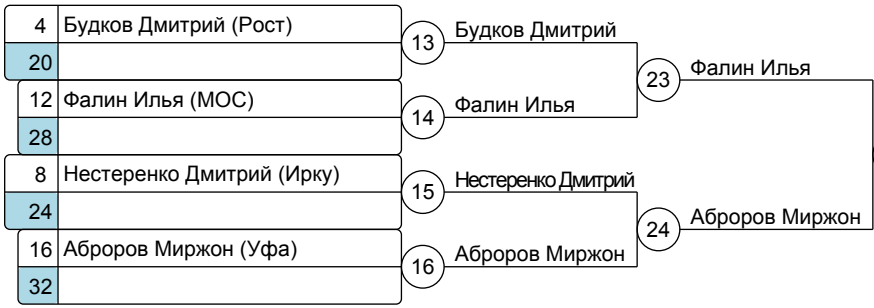 4 Будков Дмитрий (Рост)
13 Будков Дмитрий
20
23 Фалин Илья
12 Фалин Илья (МОС)
14 Фалин Илья
28
8 Нестеренко Дмитрий (Ирку)
15 Нестеренко Дмитрий
24
24 Аброров Миржон
16 Аброров Миржон (Уфа)
16 Аброров Миржон
32